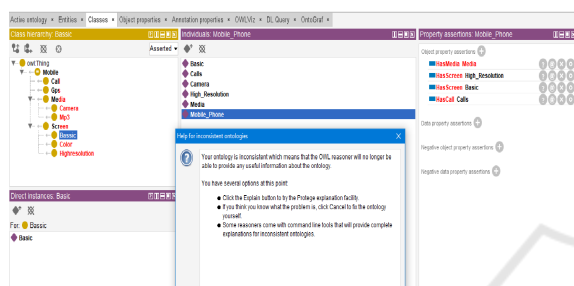 Active ontology × Entities × Classes × Object properties × Annotation properties × OWLViz × DL Query × OntoGraf ×
Class hierarchy: Bassic
Asserted
owl:Thing
Mobile
Call
Gps
Media
Camera
Mp3
Screen
Bassic
Color
Highresolution
Direct Instances: Basic
For: Bassic
Basic
Individuals: Mobile_Phone
Basic
Calls
Camera
High_Resolution
Media
Mobile_Phone
Help for inconsistent ontologies X
Your ontology is inconsistent which means that the OWL reasoner will no longer be
able to provide any useful information about the ontology.
You have several options at this point:
● Click the Explain button to try the Protege explanation facility.
● If you think you know what the problem is, click Cancel to fix the ontology
yourself.
● Some reasoners come with command line tools that will provide complete
explanations for inconsistent ontologies.
Property assertions: Mobile_Phone
Object property assertions
HasMedia Media
HasScreen High_Resolution
HasScreen Basic
HasCall Calls
Data property assertions
Negative object property assertions
Negative data property assertions